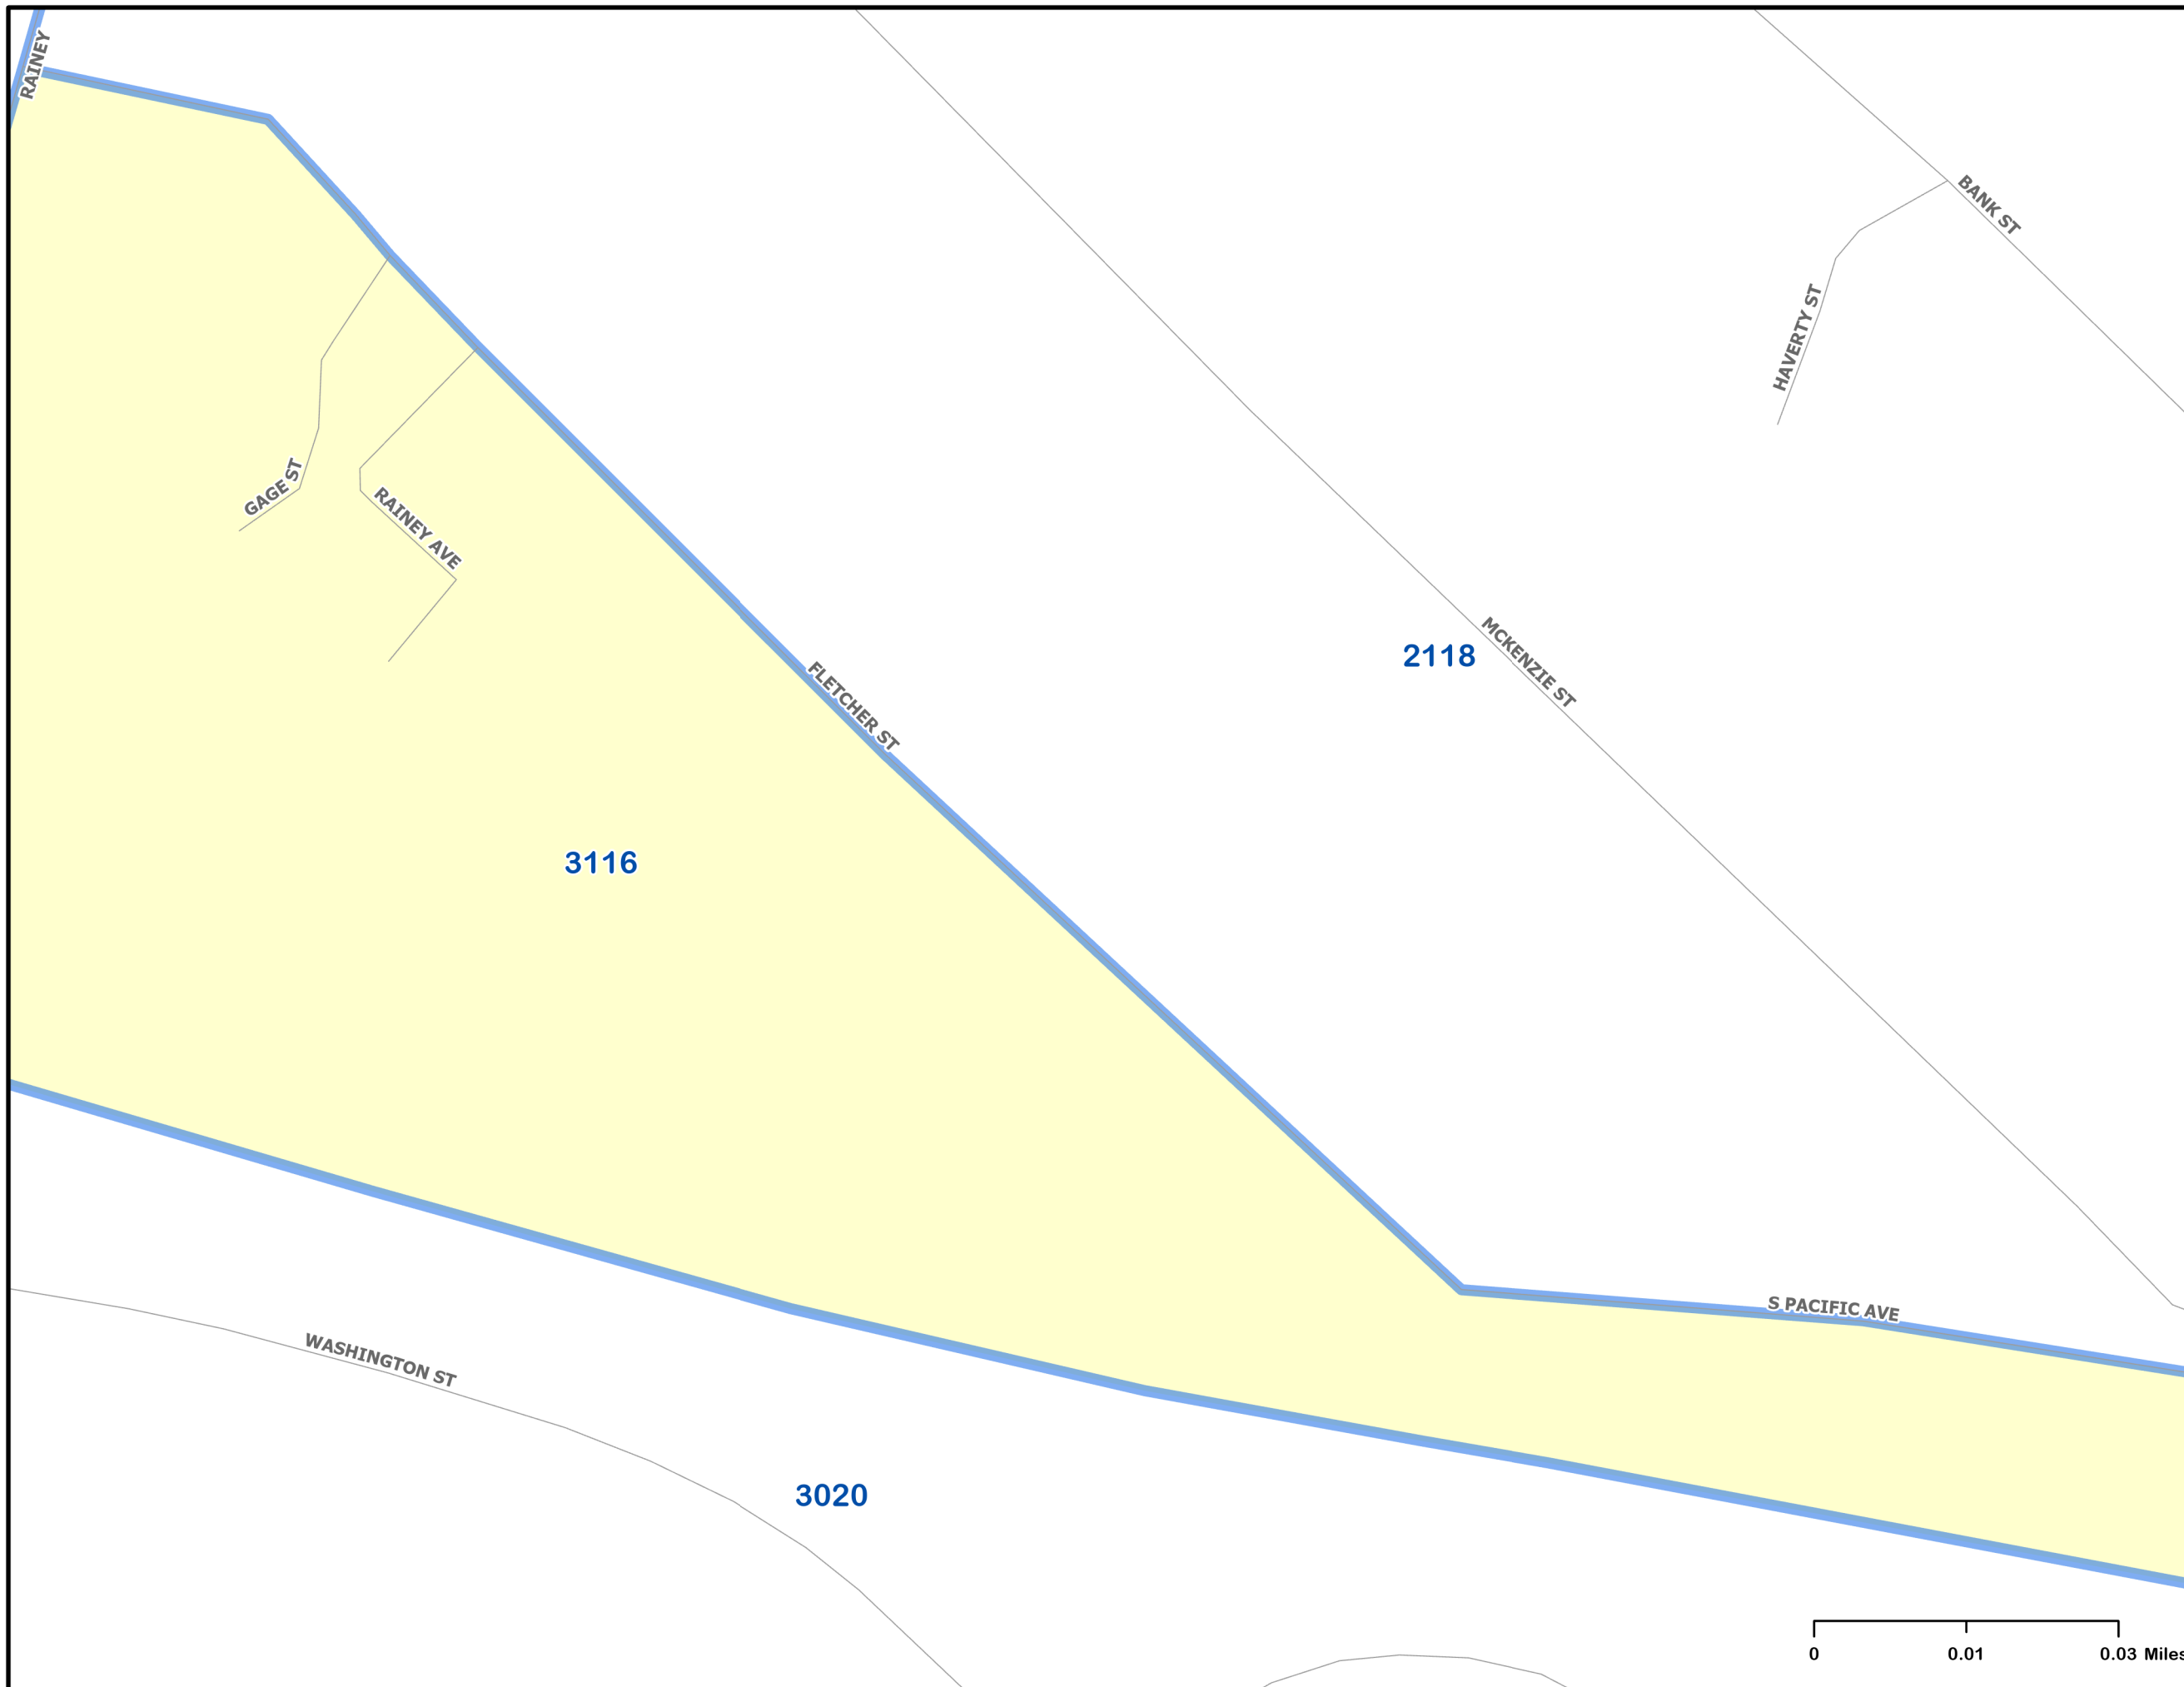 RAINEY
BANK ST
HAVERTY ST
GAGE ST
RAINEY AVE
FLETCHER ST
MCKENZIE ST
2118
3116
S PACIFIC AVE
WASHINGTON ST
3020
0 0.01 0.03 Miles